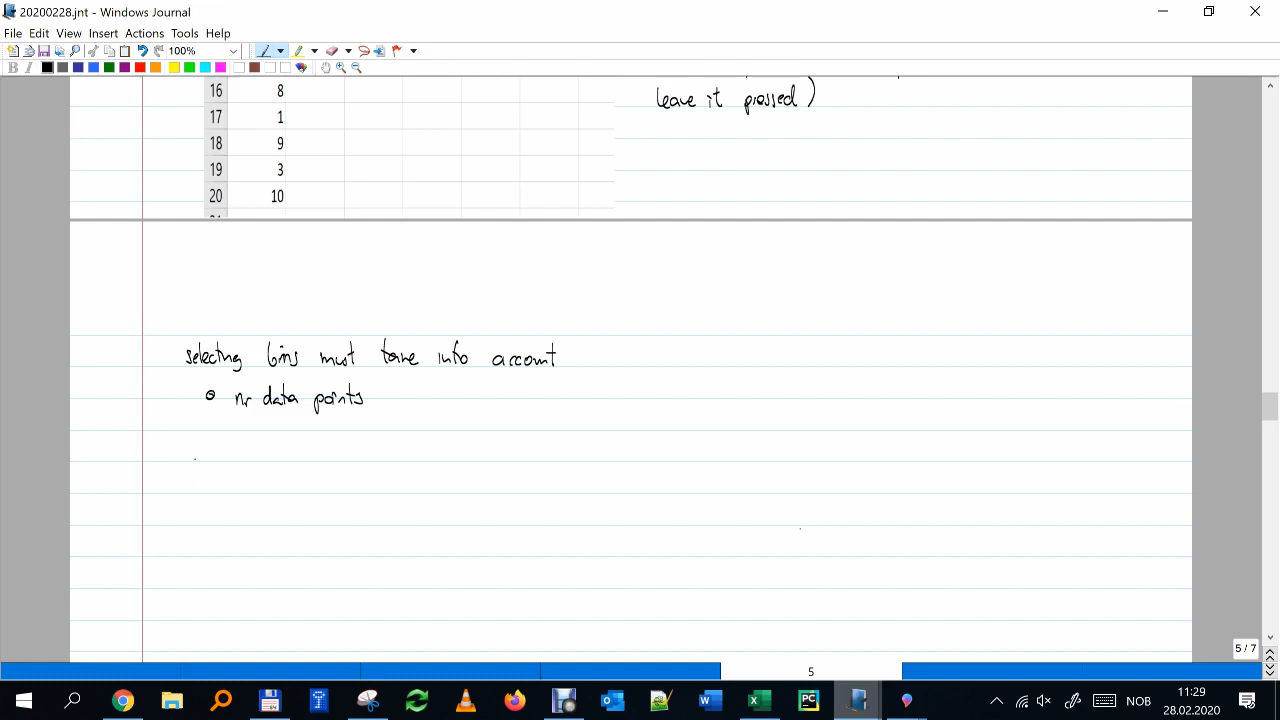 20200228.jnt - Windows Journal
File Edit View Insert Actions Tools Help
100%
B I
16 8
17 1
18 9
19 3
20 10
leave it pressed )
selecting bins must take into account
nr data points
5 / 7
5
NOB
11:29
28.02.2020